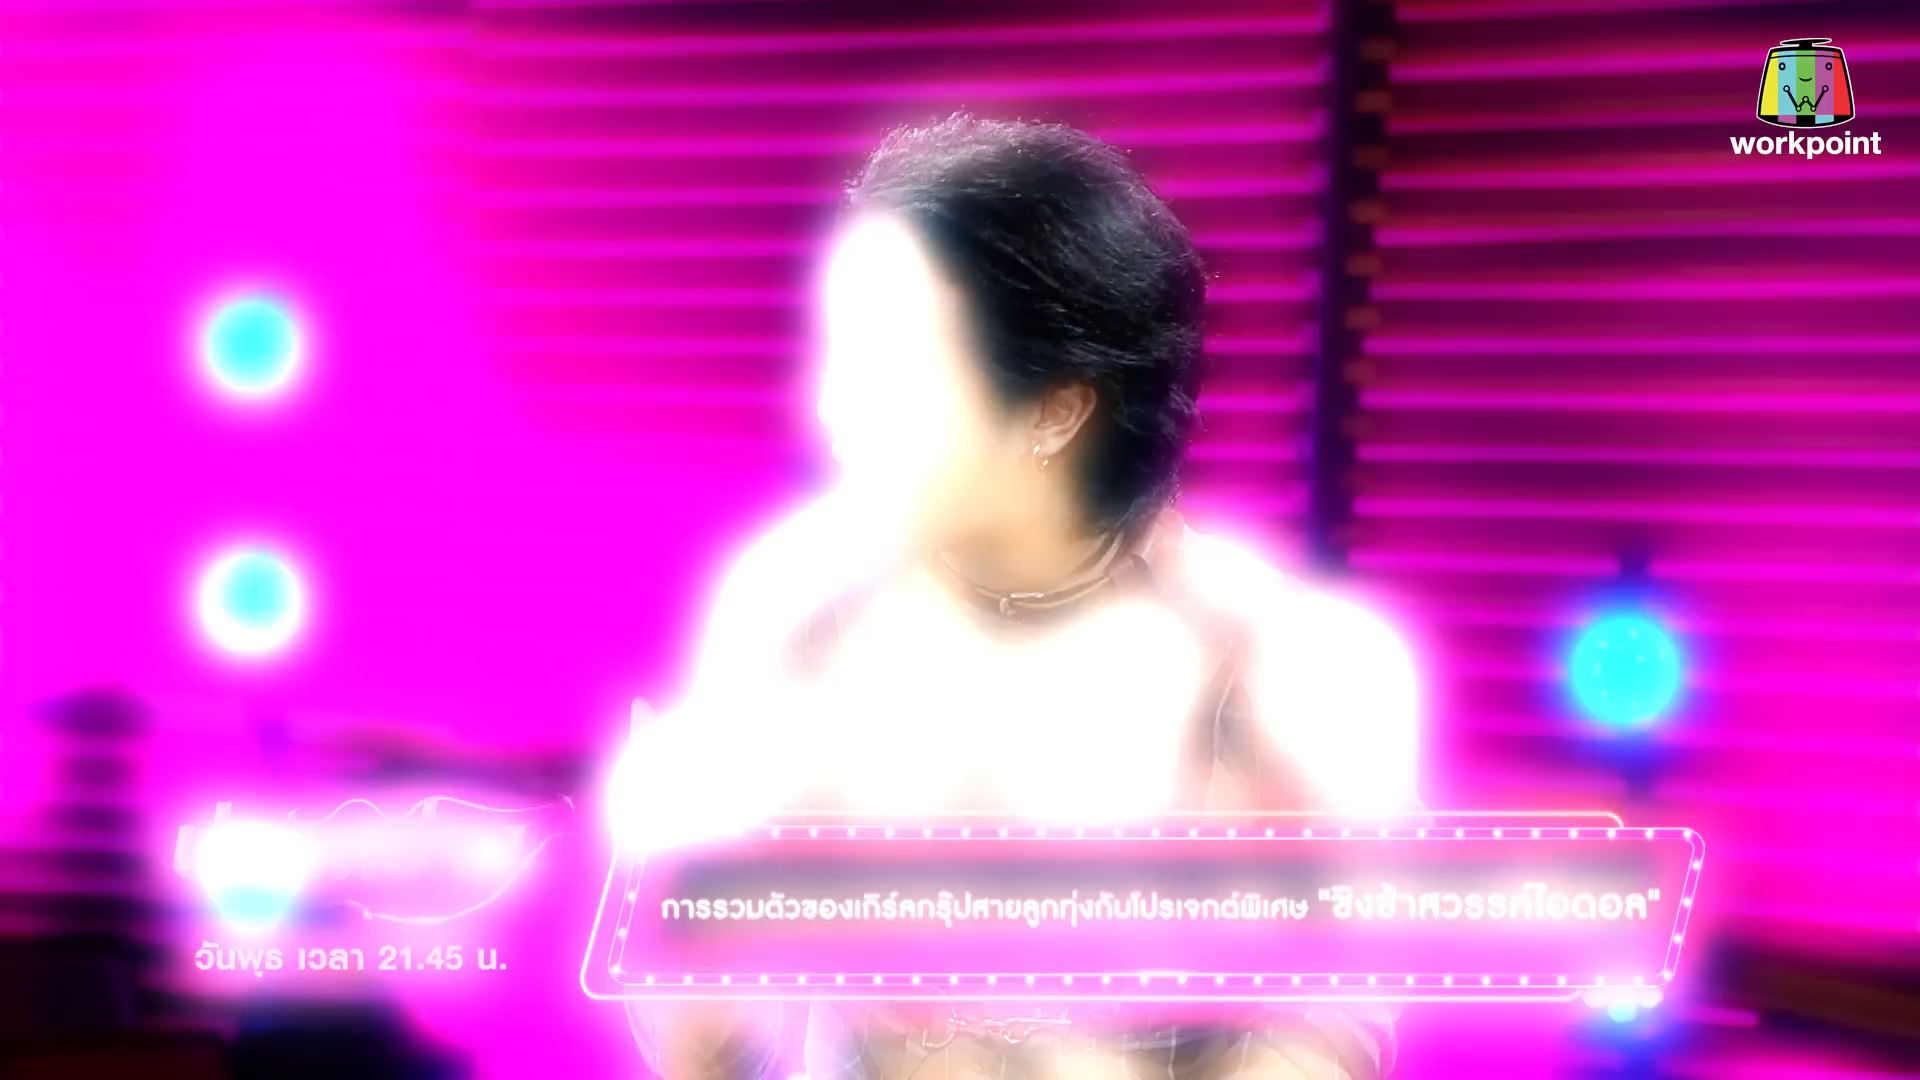 workpoint
การรวมตัวของเกิร์ลกรุ๊ปสายลูกทุ่งกับโปรเจกต์พิเศษ "ชิงช้าสวรรค์ไอดอล"
วันพุธ เวลา 21.45 น.